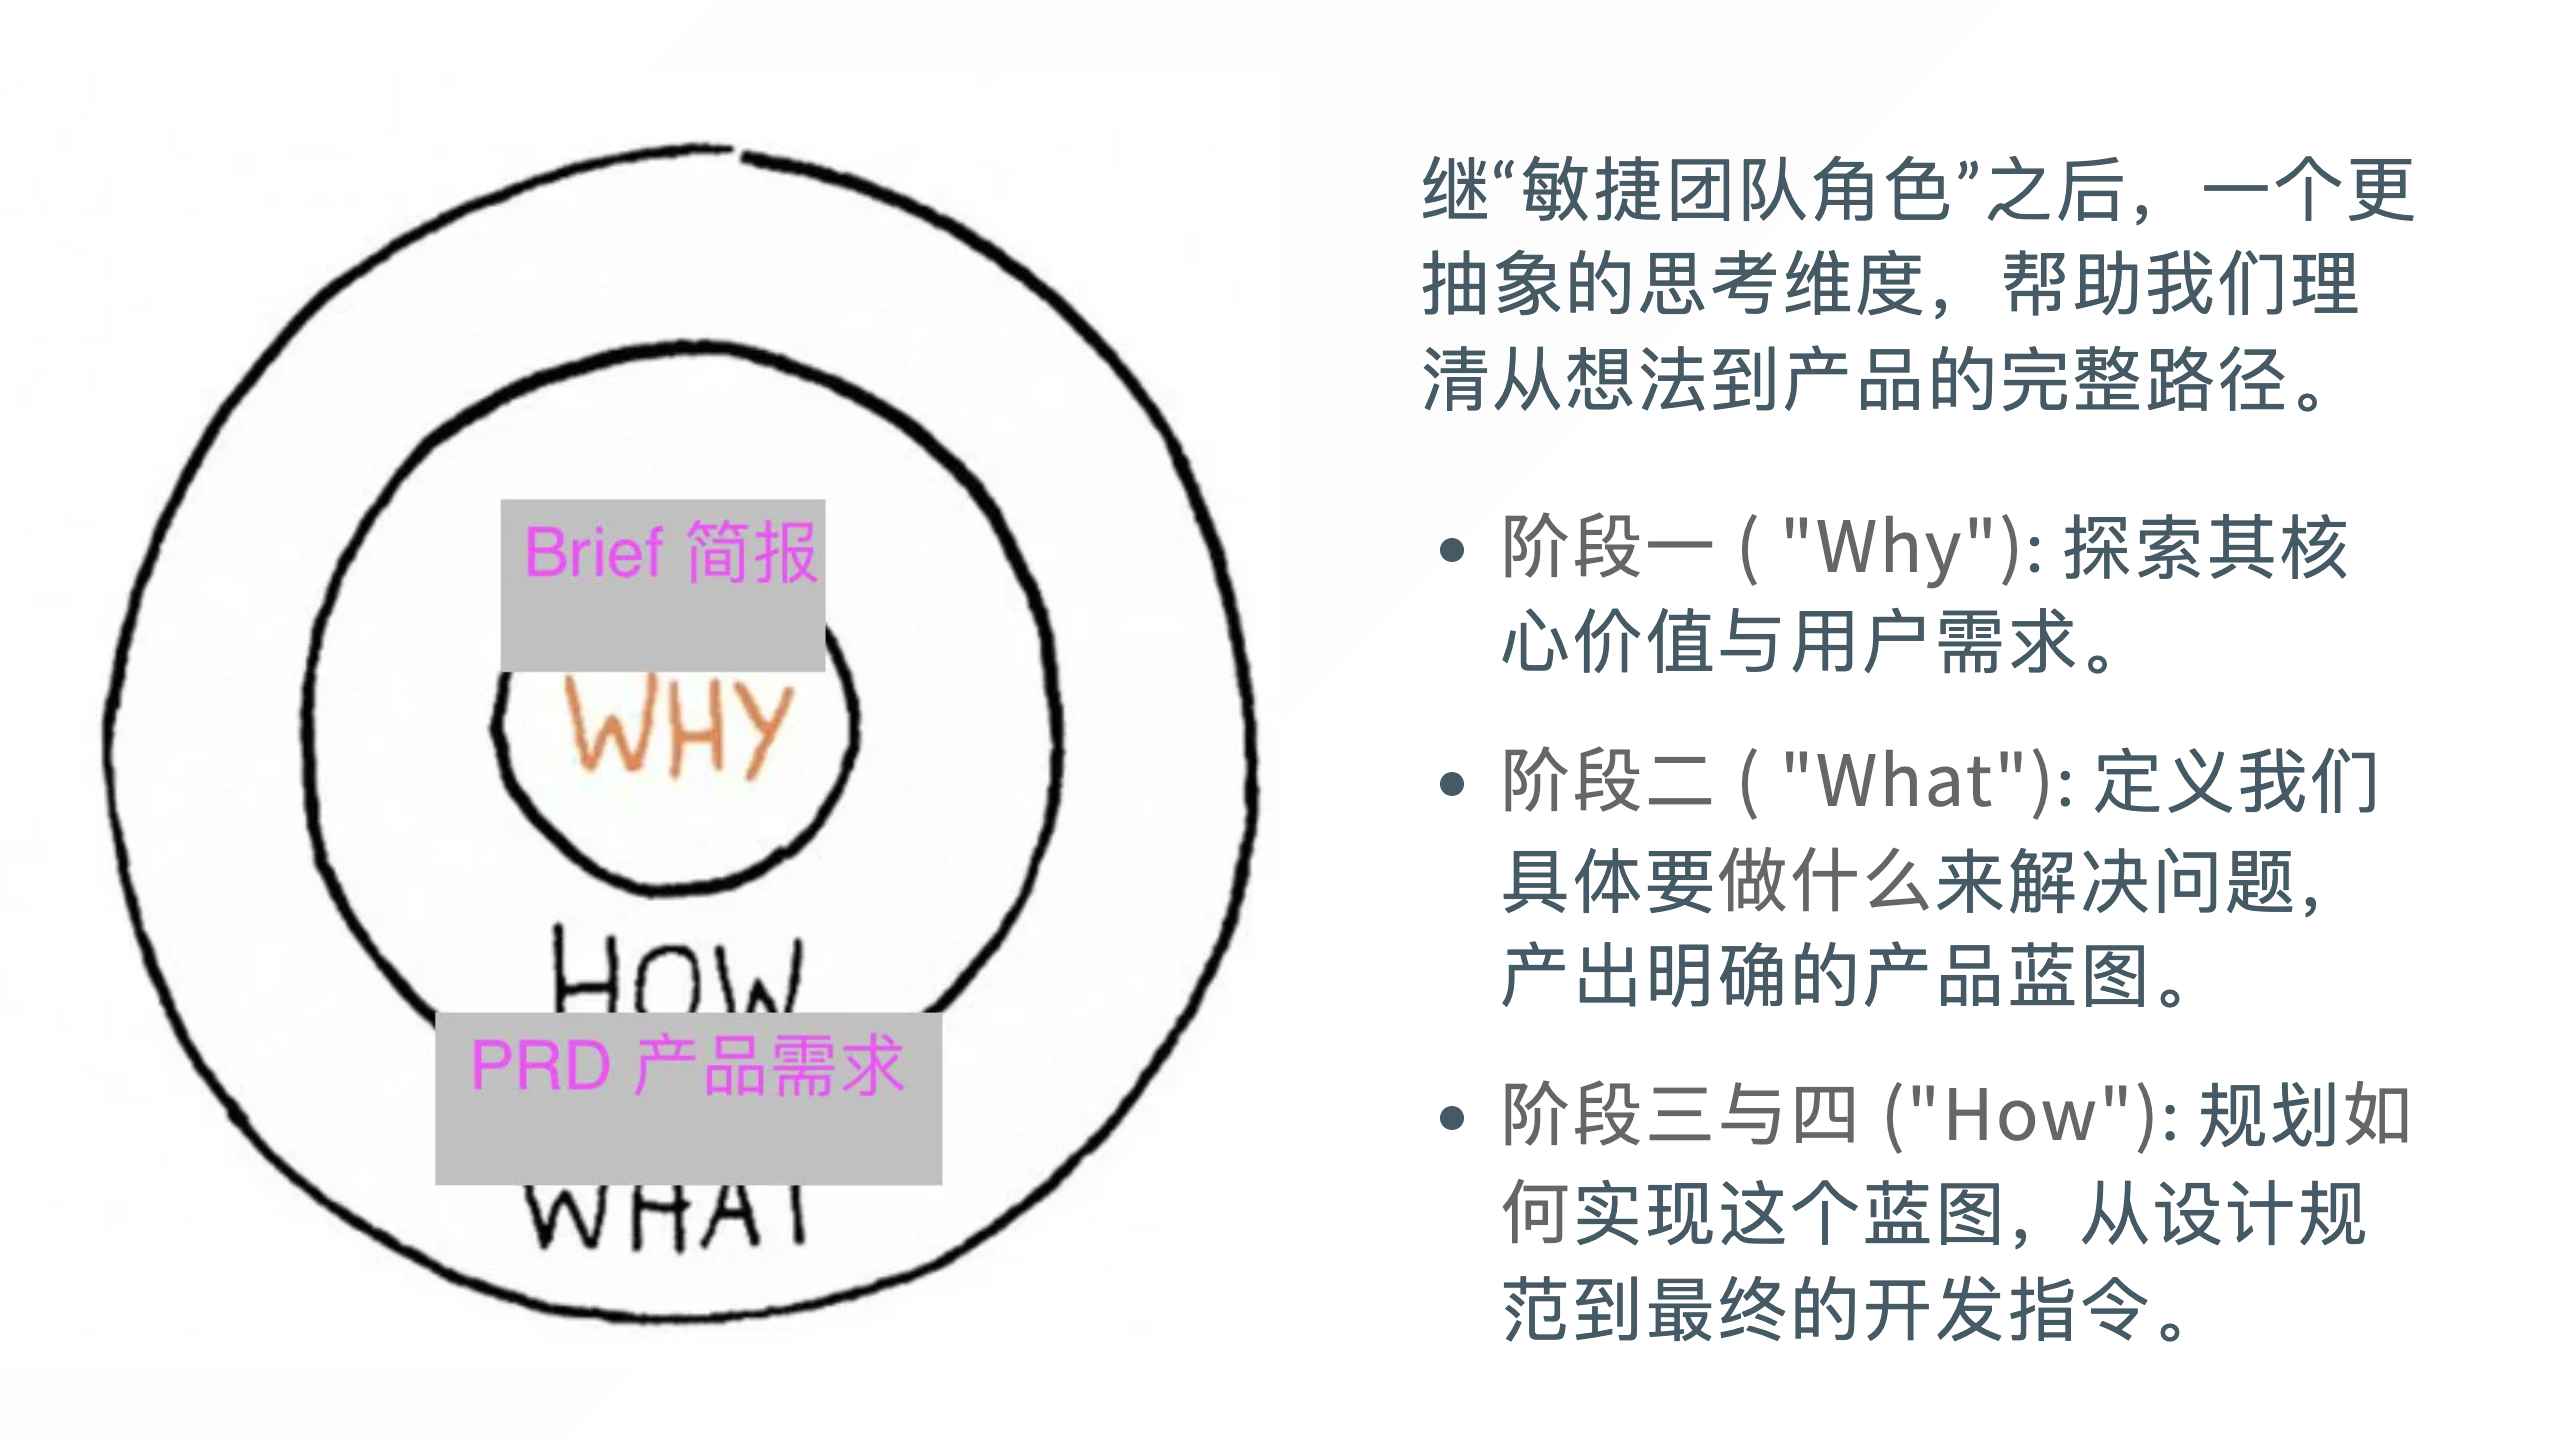 Brief 简报
WHY
HOW
PRD 产品需求
WHAT
继“敏捷团队角色”之后，一个更
抽象的思考维度，帮助我们理
清从想法到产品的完整路径。
• 阶段一 ( "Why"): 探索其核
心价值与用户需求。
• 阶段二 ( "What"): 定义我们
具体要做什么来解决问题，
产出明确的产品蓝图。
• 阶段三与四 ("How"): 规划如
何实现这个蓝图，从设计规
范到最终的开发指令。